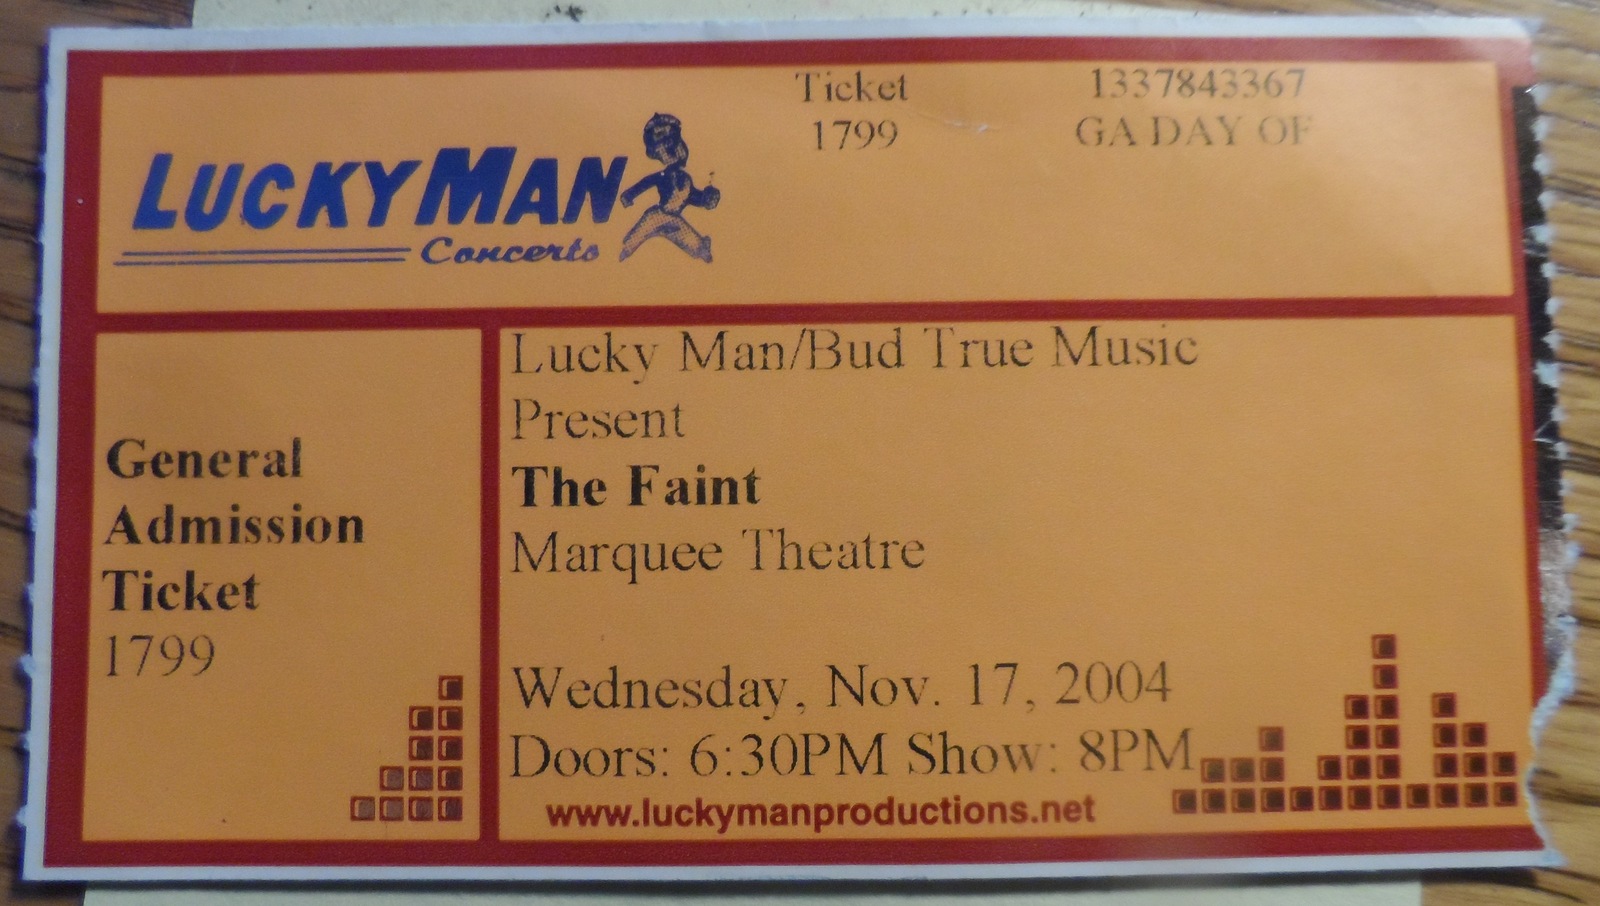 Ticket 1337843367
1799 GA DAY OF
LUCKYMAN
Concerts
General
Admission
Ticket
1799
Lucky Man/Bud True Music
Present
The Faint
Marquee Theatre
Wednesday, Nov. 17, 2004
Doors: 6:30PM Show: 8PM
www.luckymanproductions.net